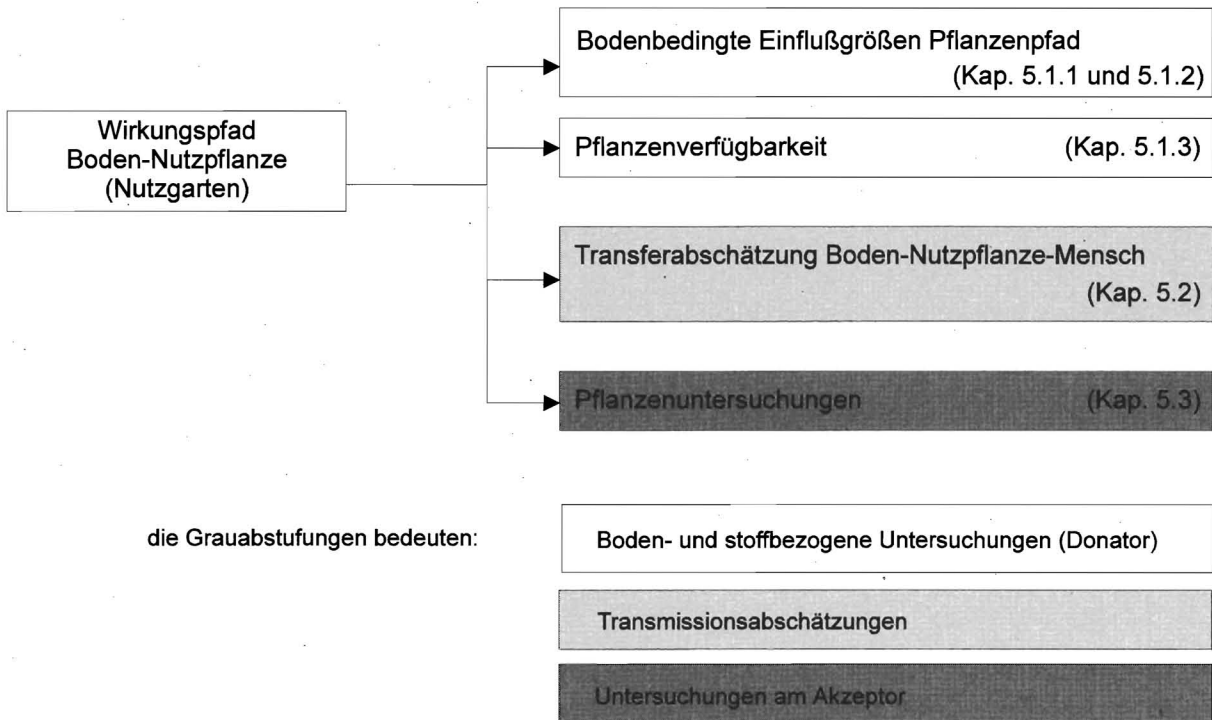 Wirkungspfad
Boden-Nutzpflanze
(Nutzgarten)
Bodenbedingte Einflußgrößen Pflanzenpfad
(Kap. 5.1.1 und 5.1.2)
Pflanzenverfügbarkeit (Kap. 5.1.3)
Transferabschätzung Boden-Nutzpflanze-Mensch
(Kap. 5.2)
Pflanzenuntersuchungen (Kap. 5.3)
die Grauabstufungen bedeuten:
Boden- und stoffbezogene Untersuchungen (Donator)
Transmissionsabschätzungen
Untersuchungen am Akzeptor